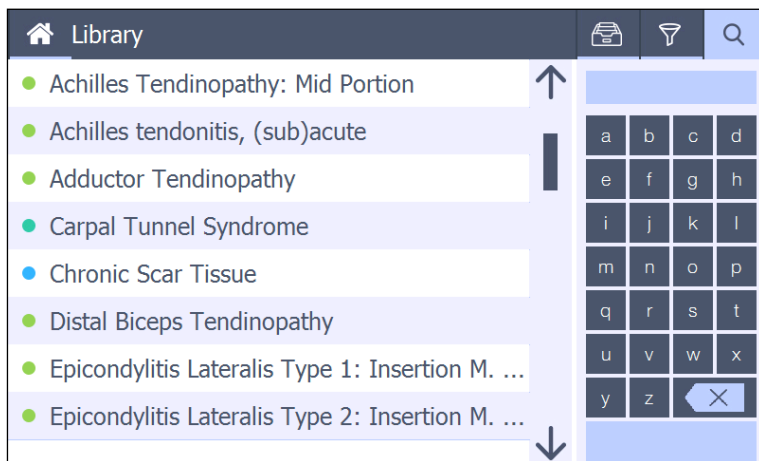 Library
Achilles Tendinopathy: Mid Portion
Achilles tendonitis, (sub)acute
Adductor Tendinopathy
Carpal Tunnel Syndrome
Chronic Scar Tissue
Distal Biceps Tendinopathy
Epicondylitis Lateralis Type 1: Insertion M. ...
Epicondylitis Lateralis Type 2: Insertion M. ...
a b c d
e f g h
i j k l
m n o p
q r s t
u v w x
y z